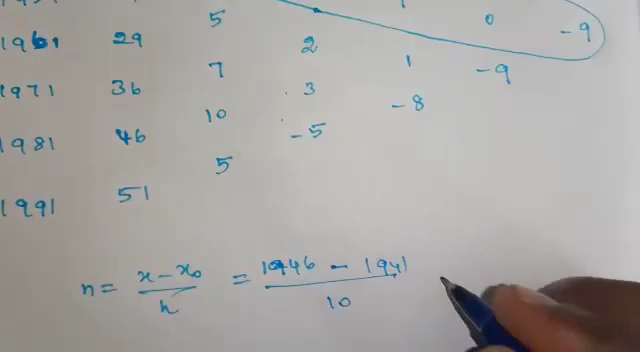 5
0
1961 29 2 -9
7 1 -9
1971 36 3
10 -8
1981 46 -5
5
1991 51
n = x - x₀ / h = 1946 - 1941 / 10